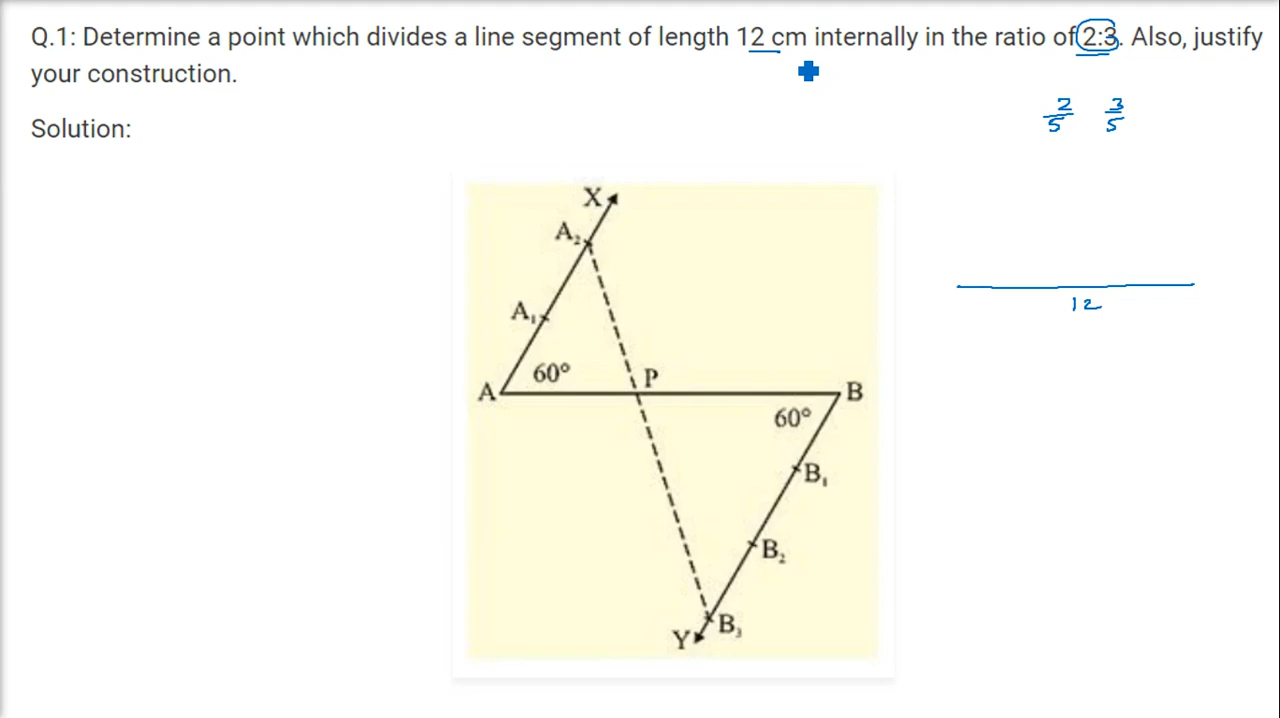 Q.1: Determine a point which divides a line segment of length 12 cm internally in the ratio of 2:3. Also, justify
your construction.
2/5 3/5
Solution:
X
A₂
A₁
12
60° P
A B
60°
B₁
B₂
B₃
Y